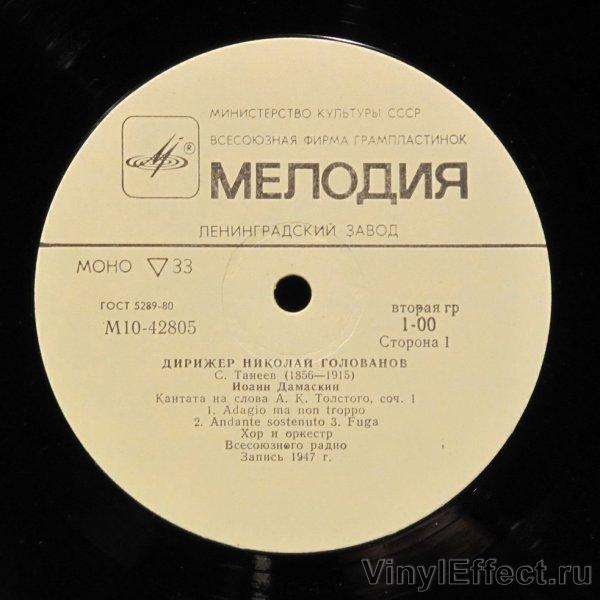 МИНИСТЕРСТВО КУЛЬТУРЫ СССР
ВСЕСОЮЗНАЯ ФИРМА ГРАМПЛАСТИНОК
®
МЕЛОДИЯ
ЛЕНИНГРАДСКИЙ ЗАВОД
МОНО ▽ 33
ГОСТ 5289-80
М10-42805
вторая гр
1-00
Сторона 1
ДИРИЖЕР НИКОЛАЙ ГОЛОВАНОВ
С. Танеев (1856—1915)
Иоанн Дамаскин
Кантата на слова А. К. Толстого, соч. 1
1. Adagio ma non troppo
2. Andante sostenuto 3. Fuga
Хор и оркестр
Всесоюзного радио
Запись 1947 г.
VinylEffect.ru